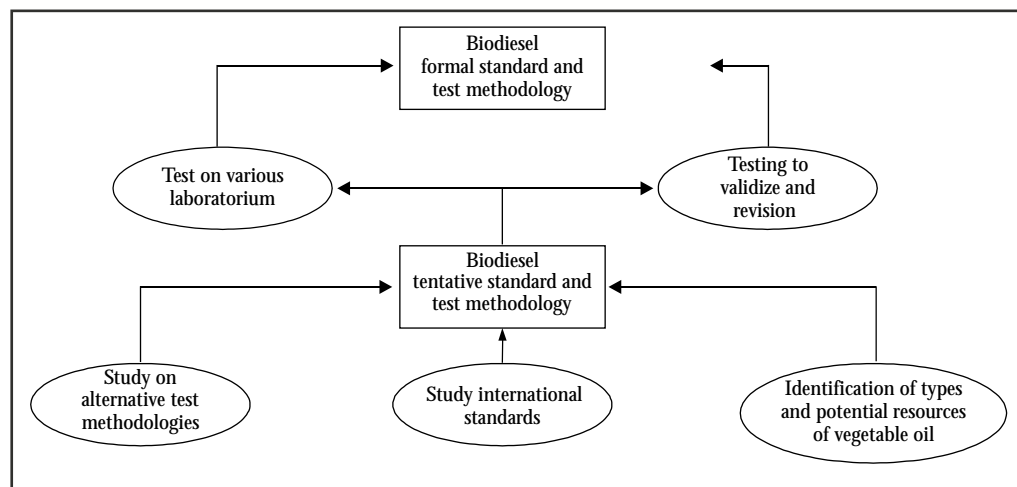 Biodiesel
formal standard and
test methodology
Test on various
laboratorium
Testing to
validize and
revision
Biodiesel
tentative standard and
test methodology
Study on
alternative test
methodologies
Study international
standards
Identification of types
and potential resources
of vegetable oil